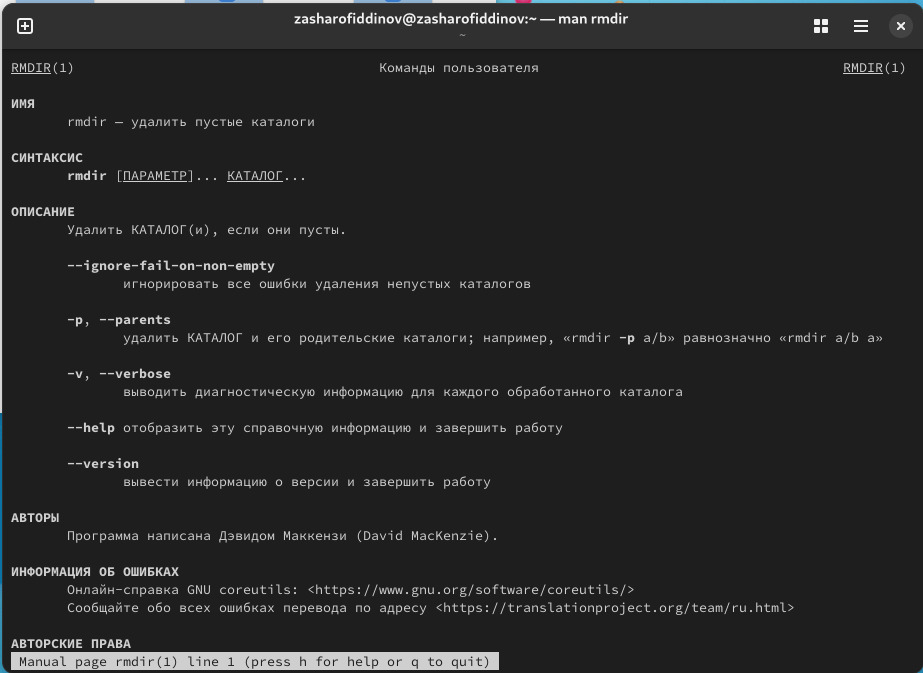 zasharofiddinov@zasharofiddinov:~ — man rmdir
~
RMDIR(1) Команды пользователя RMDIR(1)
ИМЯ
rmdir — удалить пустые каталоги
СИНТАКСИС
rmdir [ПАРАМЕТР]... КАТАЛОГ...
ОПИСАНИЕ
Удалить КАТАЛОГ(и), если они пусты.
--ignore-fail-on-non-empty
игнорировать все ошибки удаления непустых каталогов
-p, --parents
удалить КАТАЛОГ и его родительские каталоги; например, «rmdir -p a/b» равнозначно «rmdir a/b a»
-v, --verbose
выводить диагностическую информацию для каждого обработанного каталога
--help отобразить эту справочную информацию и завершить работу
--version
вывести информацию о версии и завершить работу
АВТОРЫ
Программа написана Дэвидом Маккензи (David MacKenzie).
ИНФОРМАЦИЯ ОБ ОШИБКАХ
Онлайн-справка GNU coreutils: <https://www.gnu.org/software/coreutils/>
Сообщайте обо всех ошибках перевода по адресу <https://translationproject.org/team/ru.html>
АВТОРСКИЕ ПРАВА
Manual page rmdir(1) line 1 (press h for help or q to quit)